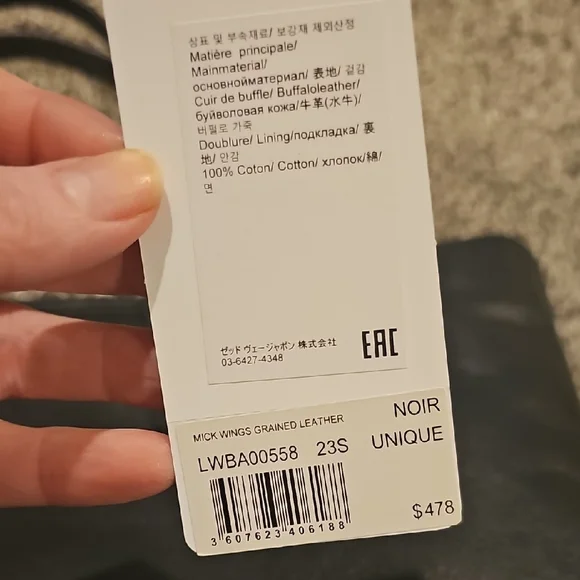 상표 및 부속재료/ 보강재 제외산정
Matière principale/
Mainmaterial/
основнойматериал/ 表地/ 겉감
Cuir de buffle/ Buffaloleather/
буйволовая кожа/牛革(水牛)/
버펄로 가죽
Doublure/ Lining/подкладка/ 裏
地/ 안감
100% Coton/ Cotton/ хлопок/綿/
면
ゼッド ヴェージャポン 株式会社
03-6427-4348
EAC
MICK WINGS GRAINED LEATHER
NOIR
LWBA00558 23S
UNIQUE
3 607623 406188
$478